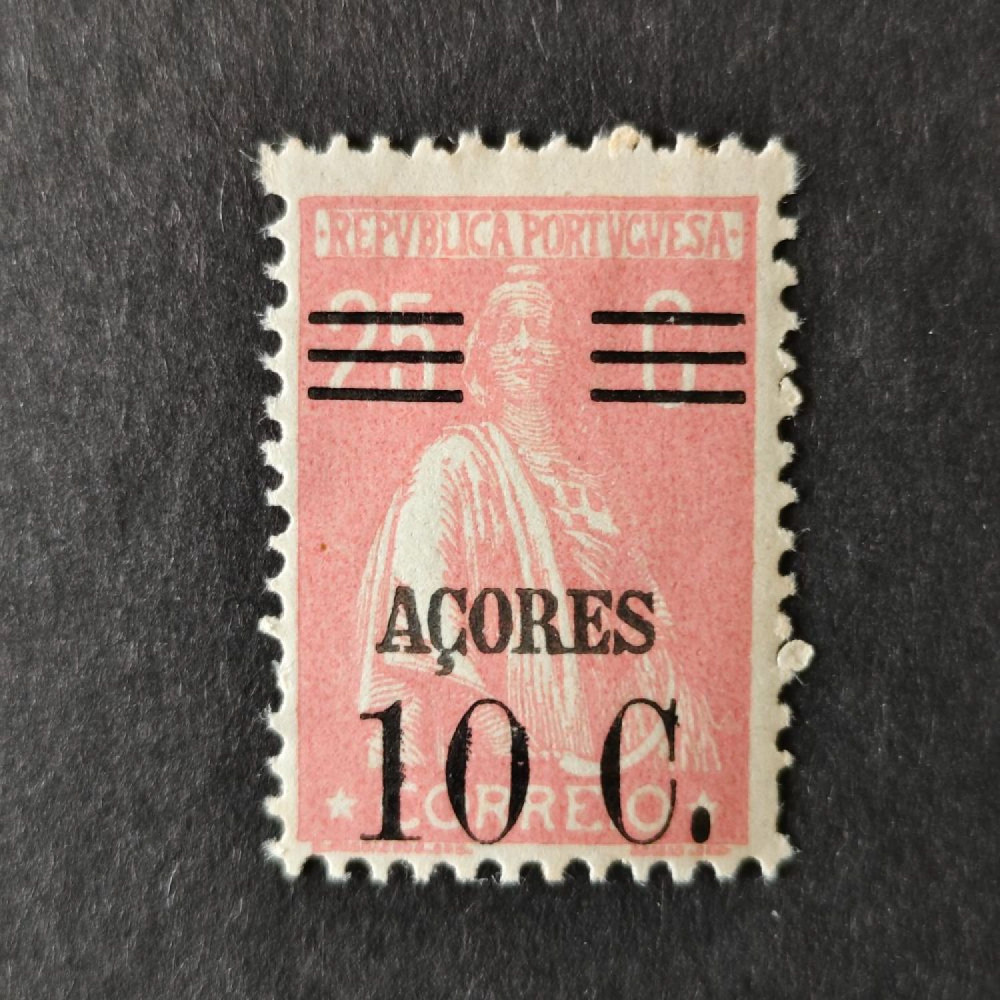 ·REPVBLICA PORTVGVESA·
25 C
AÇORES
10 C.
CORREIO